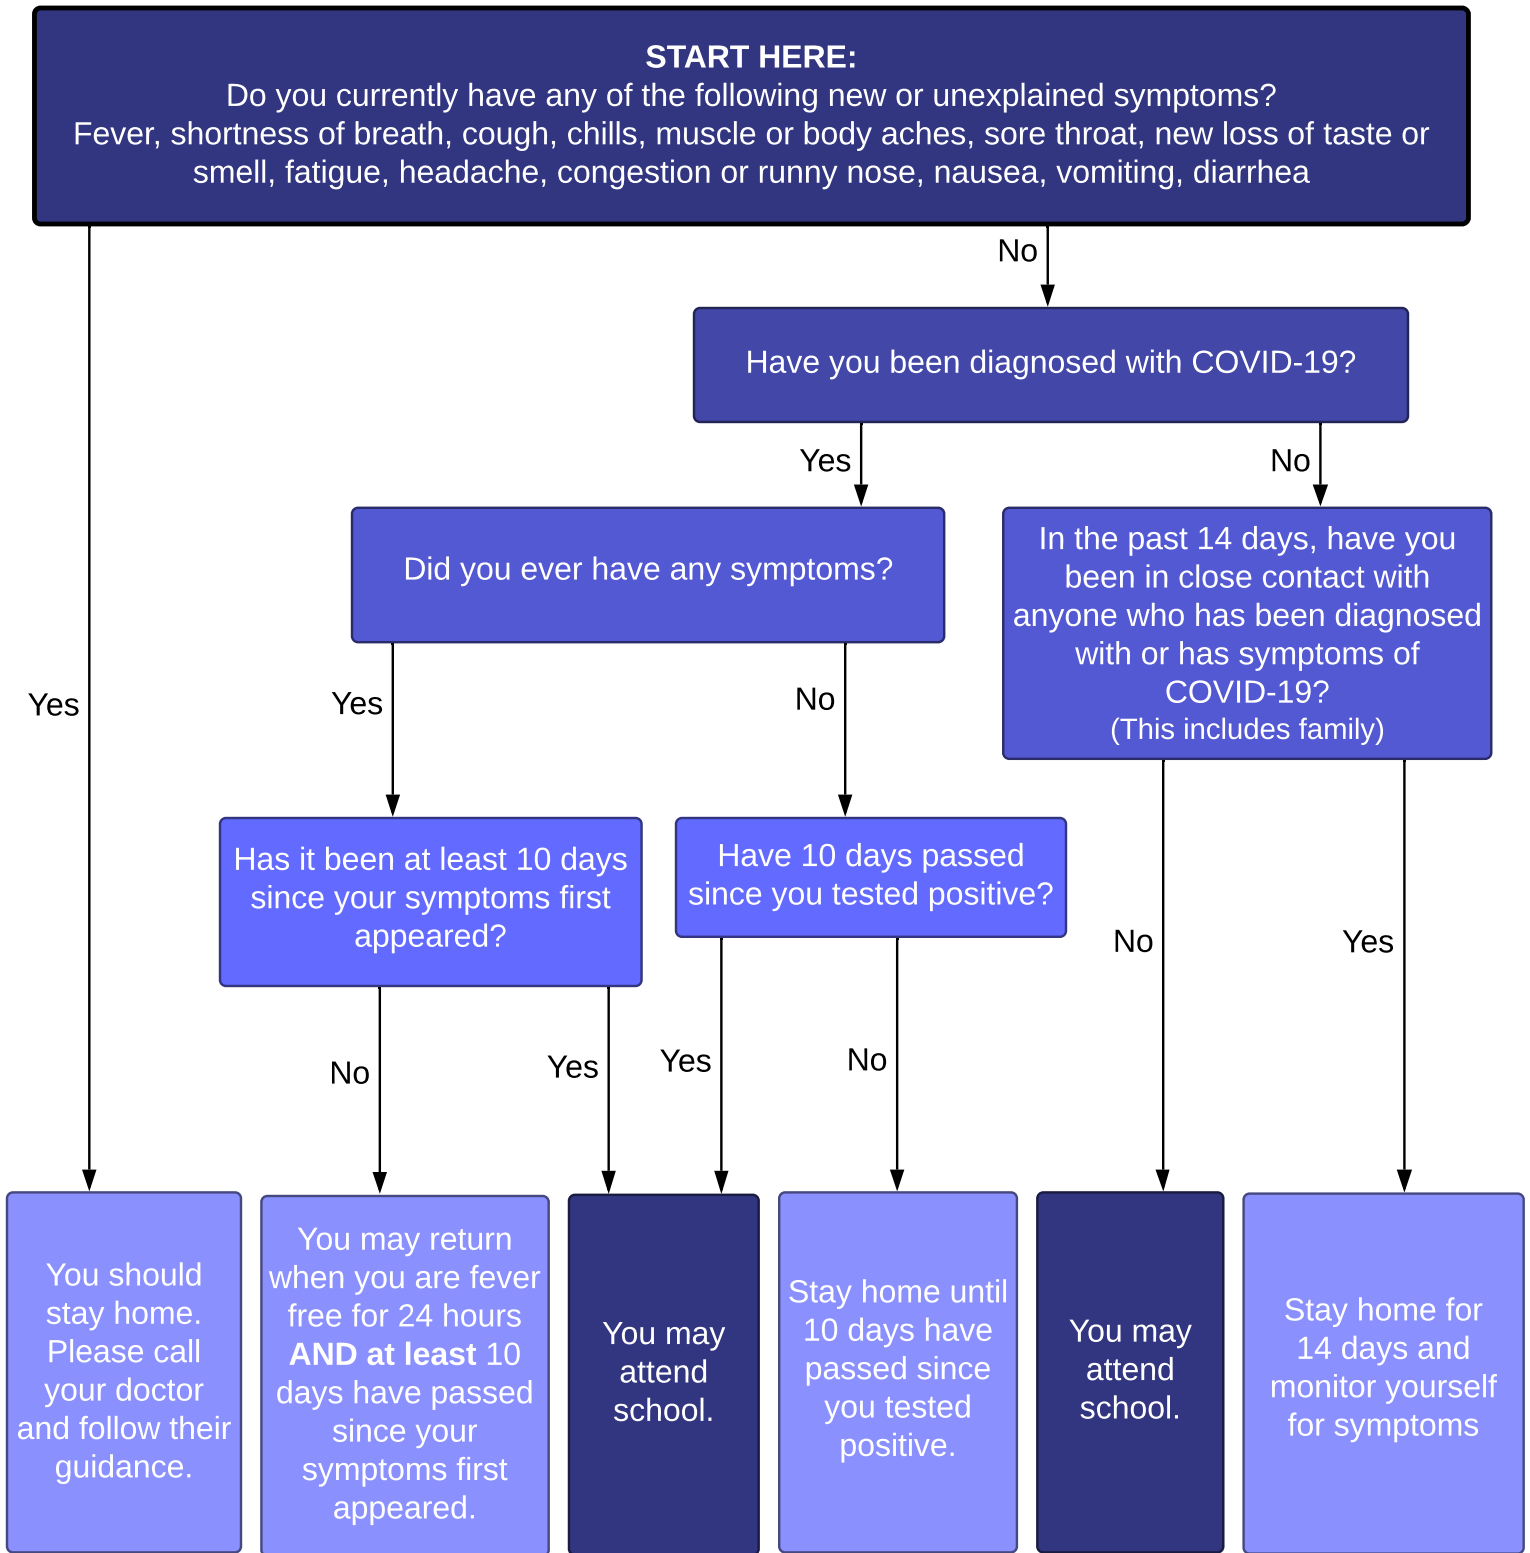 START HERE:
Do you currently have any of the following new or unexplained symptoms?
Fever, shortness of breath, cough, chills, muscle or body aches, sore throat, new loss of taste or
smell, fatigue, headache, congestion or runny nose, nausea, vomiting, diarrhea
No
Have you been diagnosed with COVID-19?
Yes
No
Did you ever have any symptoms?
In the past 14 days, have you
been in close contact with
anyone who has been diagnosed
with or has symptoms of
COVID-19?
(This includes family)
Yes
Yes
No
Has it been at least 10 days
since your symptoms first
appeared?
Have 10 days passed
since you tested positive?
No
Yes
No
Yes
Yes
No
You should
stay home.
Please call
your doctor
and follow their
guidance.
You may return
when you are fever
free for 24 hours
AND at least 10
days have passed
since your
symptoms first
appeared.
You may
attend
school.
Stay home until
10 days have
passed since
you tested
positive.
You may
attend
school.
Stay home for
14 days and
monitor yourself
for symptoms